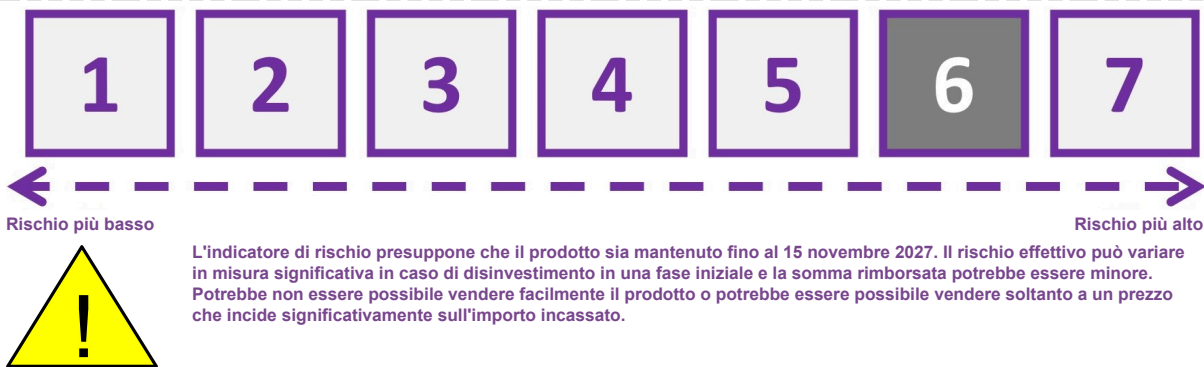 1 2 3 4 5 6 7
Rischio più basso Rischio più alto
L'indicatore di rischio presuppone che il prodotto sia mantenuto fino al 15 novembre 2027. Il rischio effettivo può variare
in misura significativa in caso di disinvestimento in una fase iniziale e la somma rimborsata potrebbe essere minore.
Potrebbe non essere possibile vendere facilmente il prodotto o potrebbe essere possibile vendere soltanto a un prezzo
che incide significativamente sull'importo incassato.
!